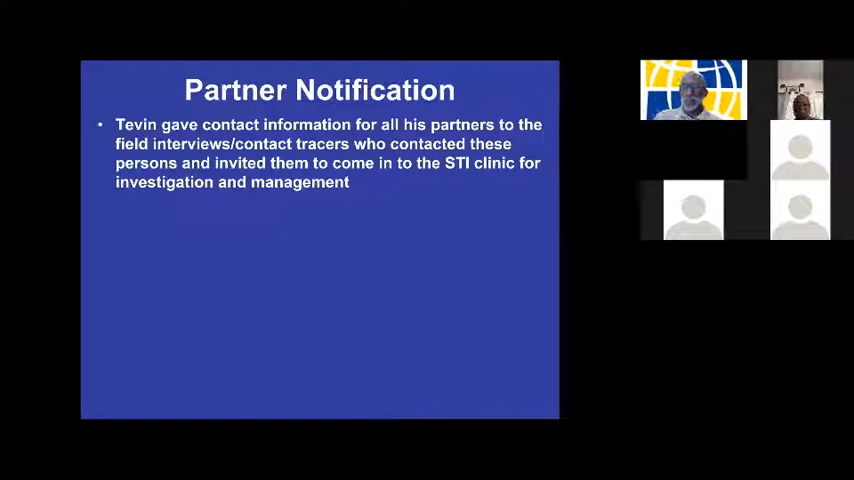 Partner Notification
• Tevin gave contact information for all his partners to the
field interviews/contact tracers who contacted these
persons and invited them to come in to the STI clinic for
investigation and management